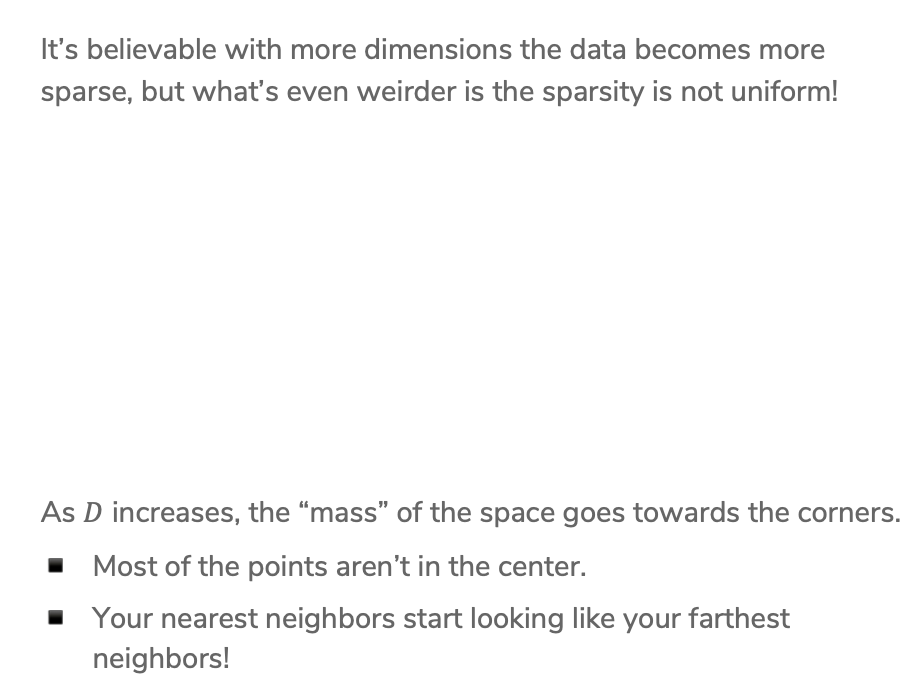 It’s believable with more dimensions the data becomes more
sparse, but what’s even weirder is the sparsity is not uniform!
As D increases, the “mass” of the space goes towards the corners.
▪ Most of the points aren’t in the center.
▪ Your nearest neighbors start looking like your farthest
neighbors!